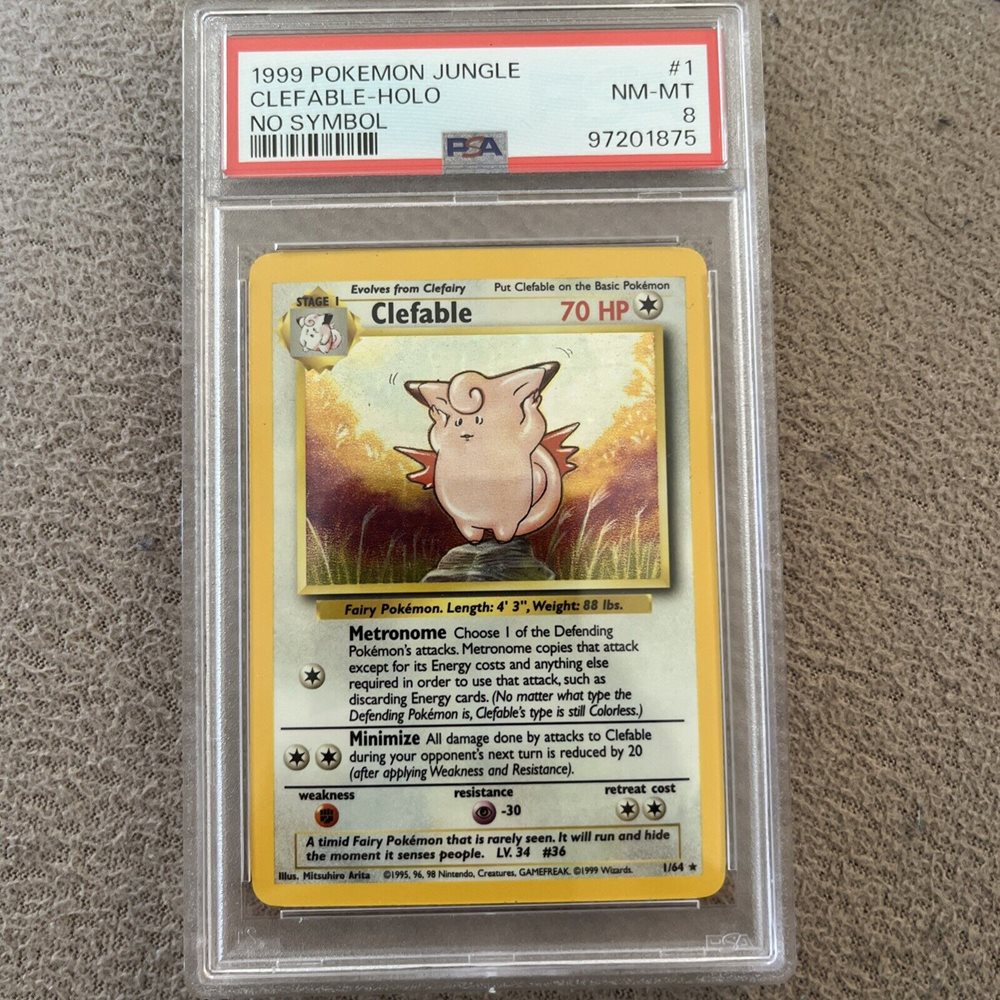 1999 POKEMON JUNGLE #1
CLEFABLE-HOLO NM-MT
NO SYMBOL 8
PSA 97201875
Evolves from Clefairy Put Clefable on the Basic Pokémon
STAGE 1 Clefable 70 HP
Fairy Pokémon. Length: 4' 3", Weight: 88 lbs.
Metronome Choose 1 of the Defending
Pokémon's attacks. Metronome copies that attack
except for its Energy costs and anything else
required in order to use that attack, such as
discarding Energy cards. (No matter what type the
Defending Pokémon is, Clefable's type is still Colorless.)
Minimize All damage done by attacks to Clefable
during your opponent's next turn is reduced by 20
(after applying Weakness and Resistance).
weakness resistance retreat cost
-30
A timid Fairy Pokémon that is rarely seen. It will run and hide
the moment it senses people. LV. 34 #36
Illus. Mitsuhiro Arita ©1995, 96, 98 Nintendo, Creatures, GAMEFREAK. ©1999 Wizards. 1/64 ★
PSA